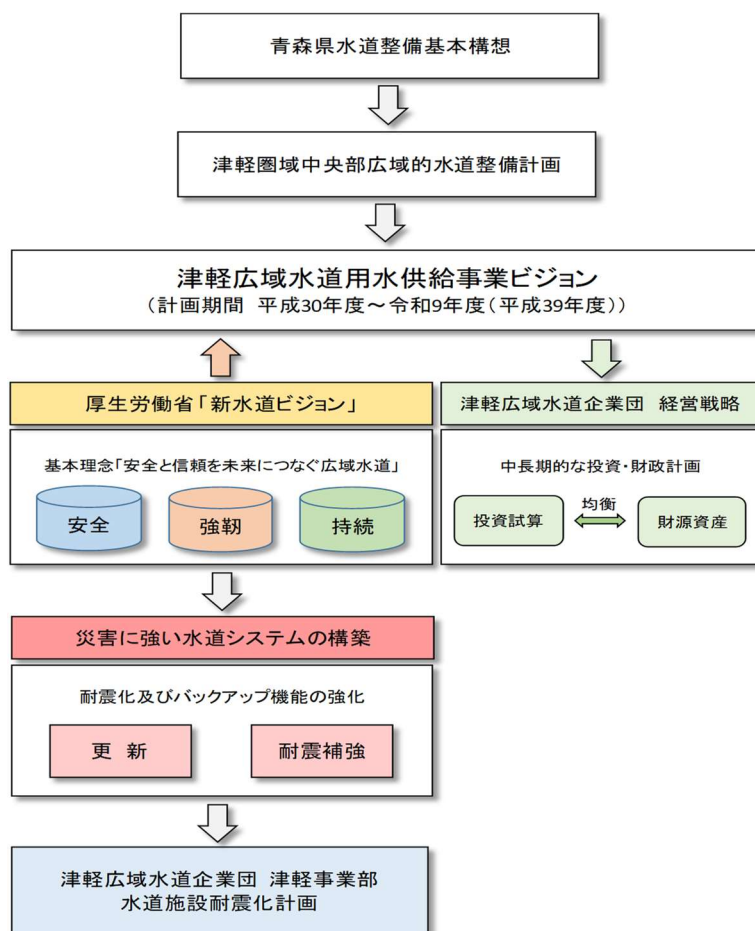 青森県水道整備基本構想
津軽圏域中央部広域的水道整備計画
津軽広域水道用水供給事業ビジョン
（計画期間 平成30年度～令和9年度（平成39年度））
厚生労働省「新水道ビジョン」
基本理念「安全と信頼を未来につなぐ広域水道」
安全
強靭
持続
津軽広域水道企業団 経営戦略
中長期的な投資・財政計画
投資試算
均衡
財源資産
災害に強い水道システムの構築
耐震化及びバックアップ機能の強化
更 新
耐震補強
津軽広域水道企業団 津軽事業部
水道施設耐震化計画